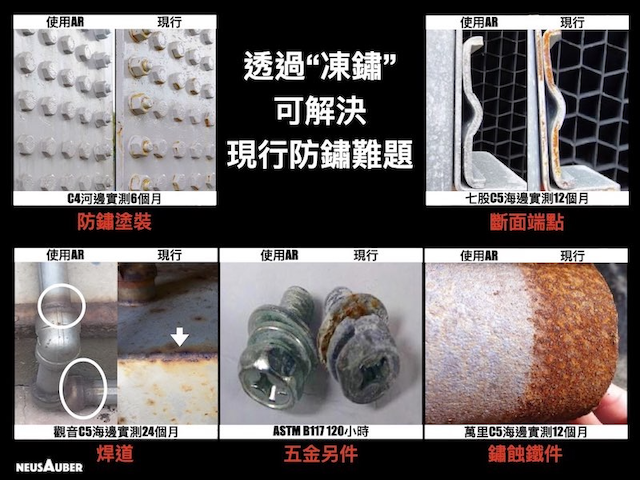 使用AR 現行
C4河邊實測6個月
防鏽塗裝
透過“凍鏽”
可解決
現行防鏽難題
使用AR 現行
七股C5海邊實測12個月
斷面端點
使用AR 現行
觀音C5海邊實測24個月
焊道
使用AR 現行
ASTM B117 120小時
五金另件
使用AR 現行
萬里C5海邊實測12個月
鏽蝕鐵件
NEUSAUBER